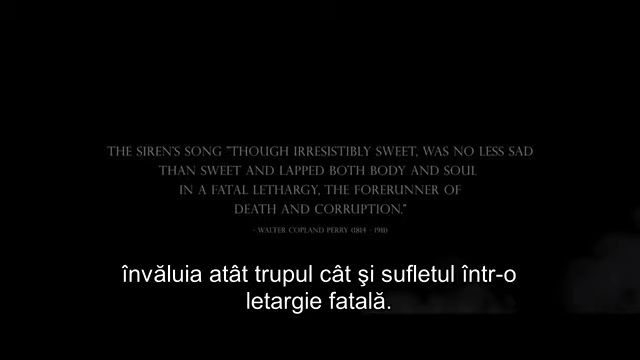 THE SIREN'S SONG "THOUGH IRRESISTIBLY SWEET, WAS NO LESS SAD
THAN SWEET AND LAPPED BOTH BODY AND SOUL
IN A FATAL LETHARGY, THE FORERUNNER OF
DEATH AND CORRUPTION."
- WALTER COPLAND PERRY (1814 - 1911)
învăluia atât trupul cât şi sufletul într-o
letargie fatală.